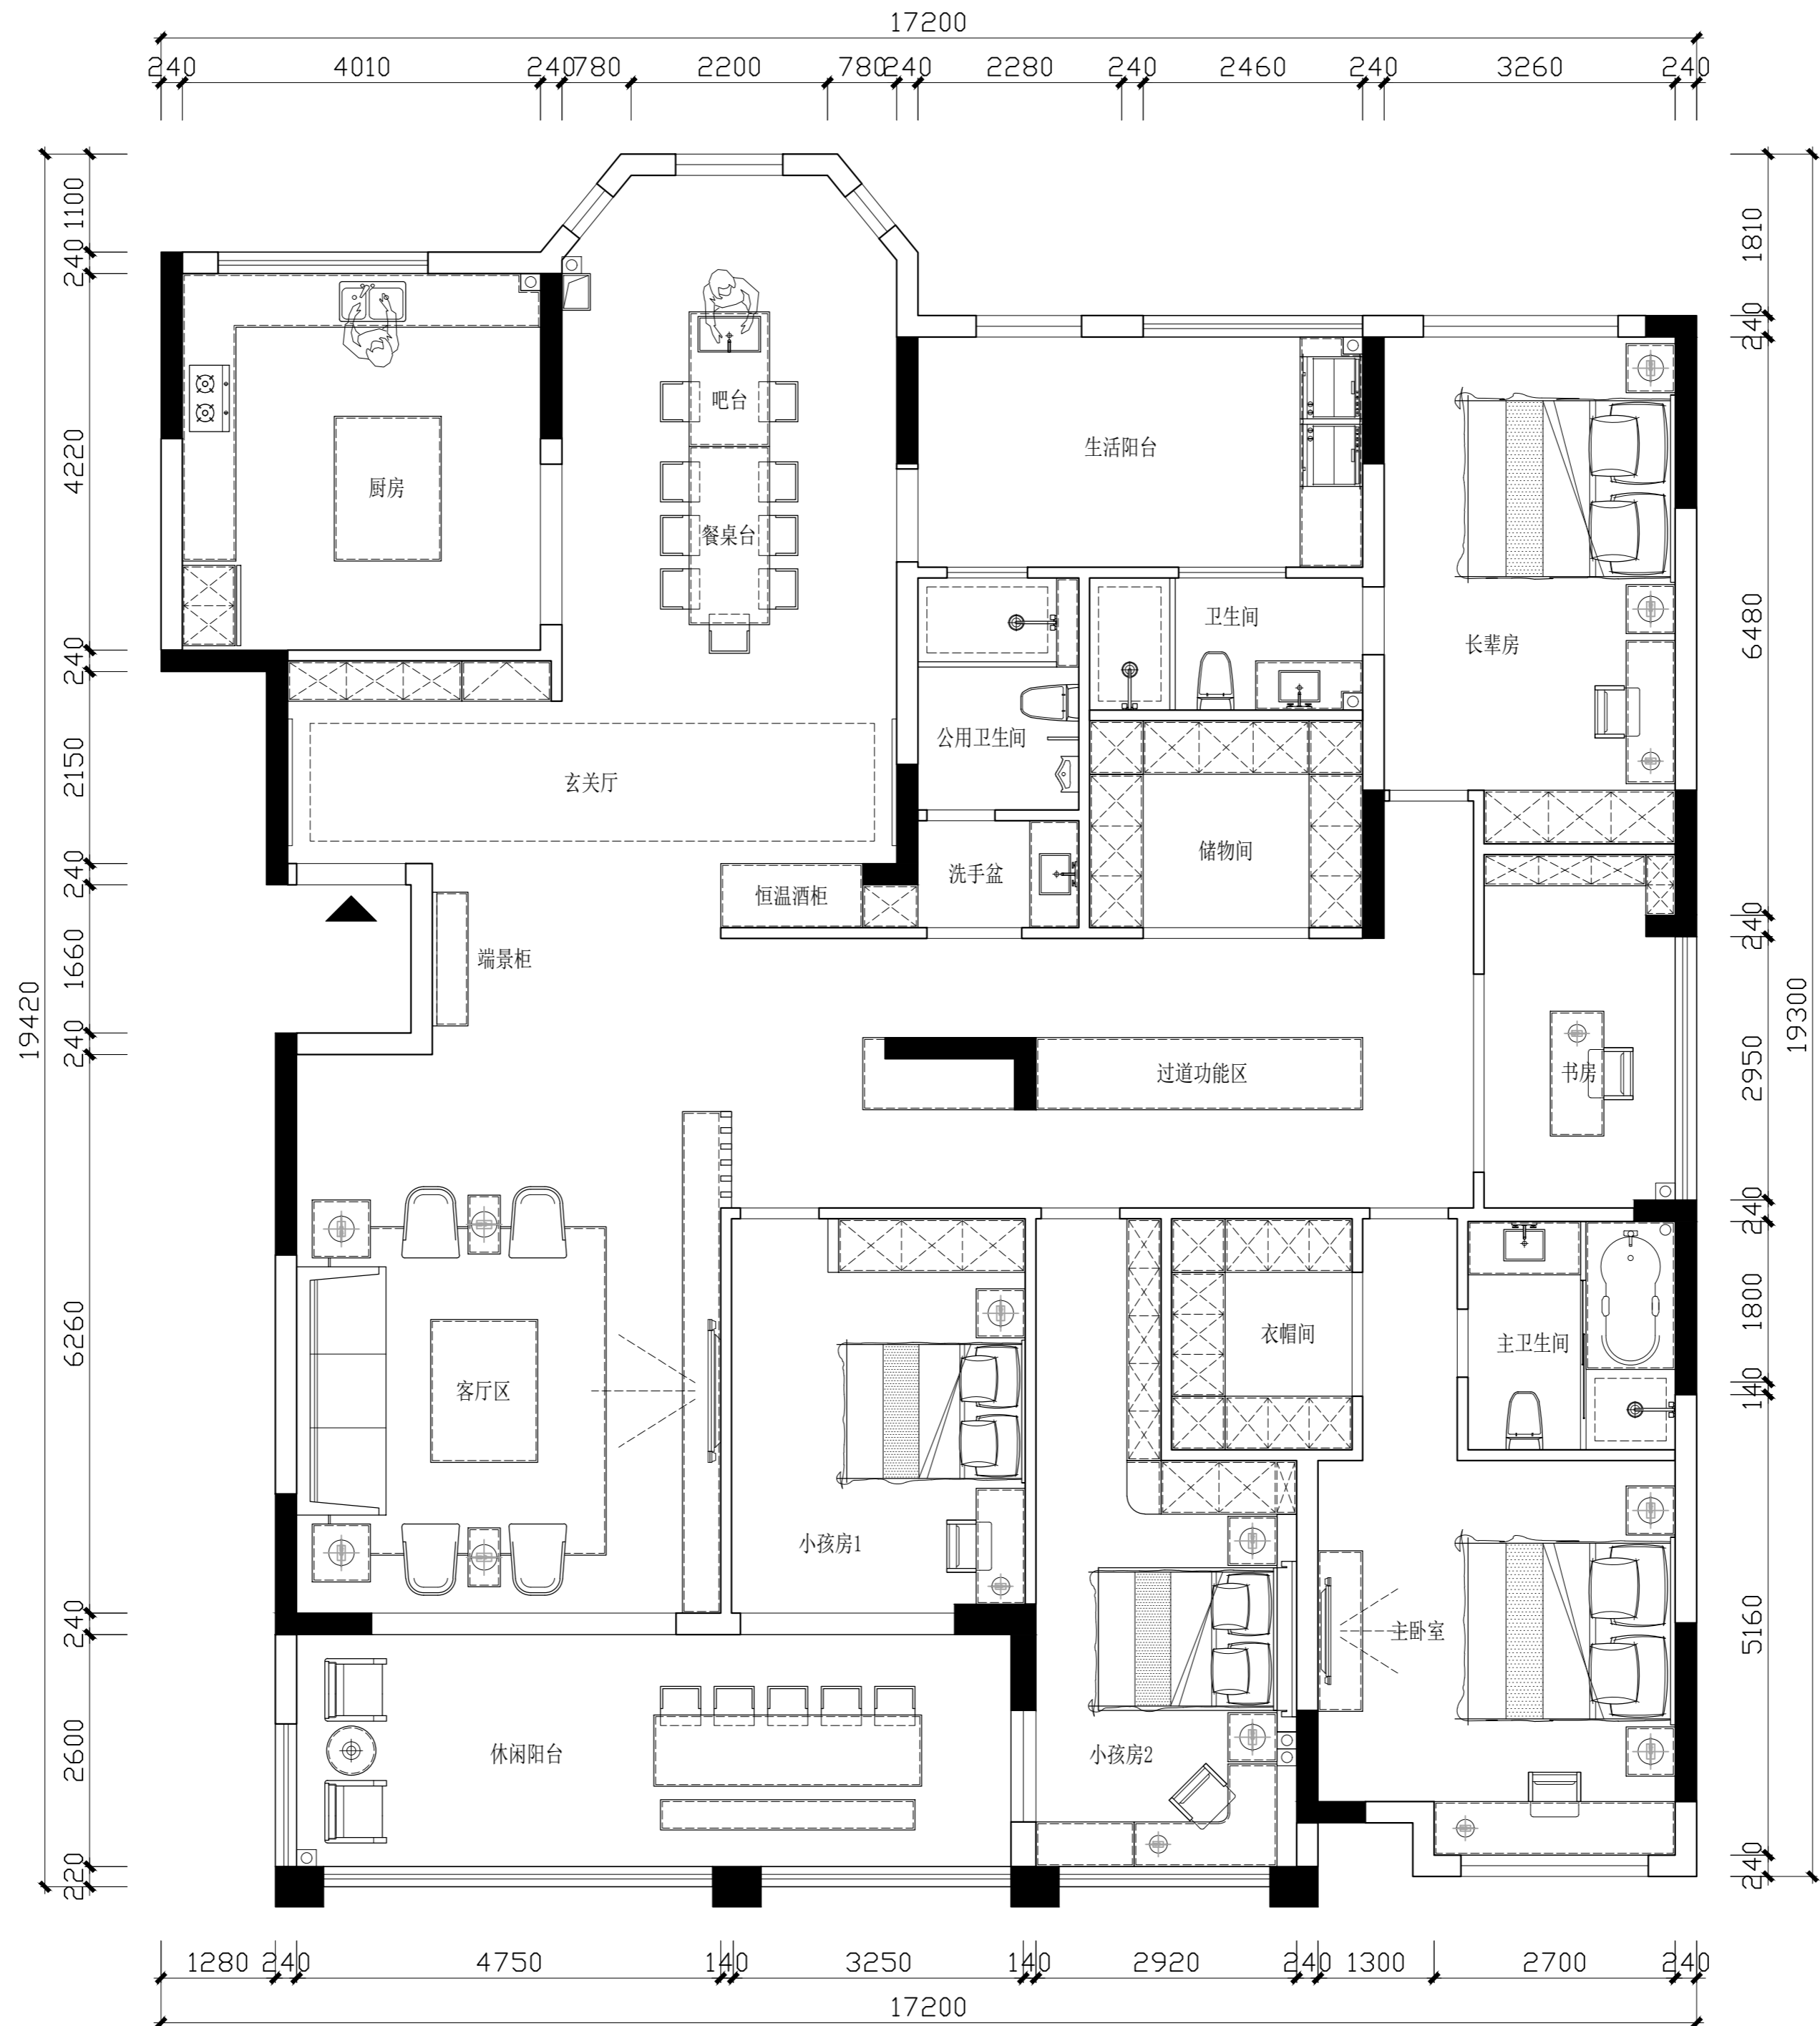 17200
240 4010 240 780 2200 780 240 2280 240 2460 240 3260 240
19420
1100
240
4220
240
2150
240
1660
240
6260
240
2600
220
1810
240
6480
240
2950
240
1800
140
5160
240
19300
吧台
生活阳台
厨房
餐桌台
卫生间
长辈房
公用卫生间
玄关厅
储物间
洗手盆
恒温酒柜
端景柜
过道功能区
书房
衣帽间
主卫生间
客厅区
小孩房1
主卧室
休闲阳台
小孩房2
1280 240 4750 140 3250 140 2920 240 1300 2700 240
17200